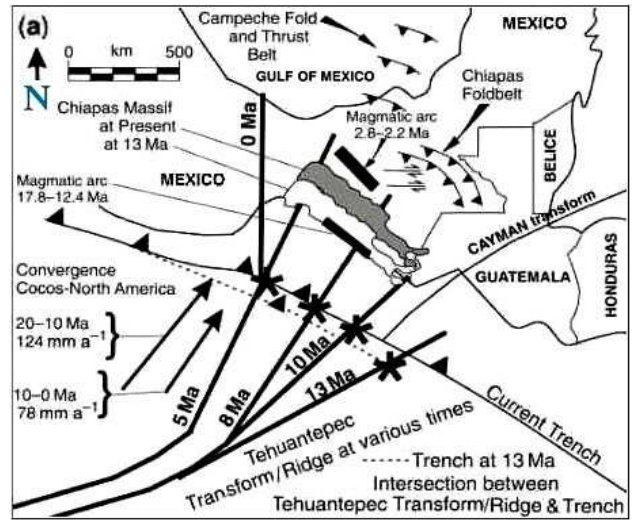 (a)
0 km 500
N
Campeche Fold
and Thrust
Belt
MEXICO
GULF OF MEXICO
Chiapas
Foldbelt
Chiapas Massif
at Present
at 13 Ma
0 Ma
Magmatic arc
2.8–2.2 Ma
BELICE
MEXICO
Magmatic arc
17.8–12.4 Ma
CAYMAN transform
GUATEMALA
HONDURAS
Convergence
Cocos-North America
20–10 Ma
124 mm a⁻¹
10–0 Ma
78 mm a⁻¹
5 Ma
8 Ma
10 Ma
13 Ma
Current Trench
Tehuantepec
Transform/Ridge at various times
Trench at 13 Ma
Intersection between
Tehuantepec Transform/Ridge & Trench